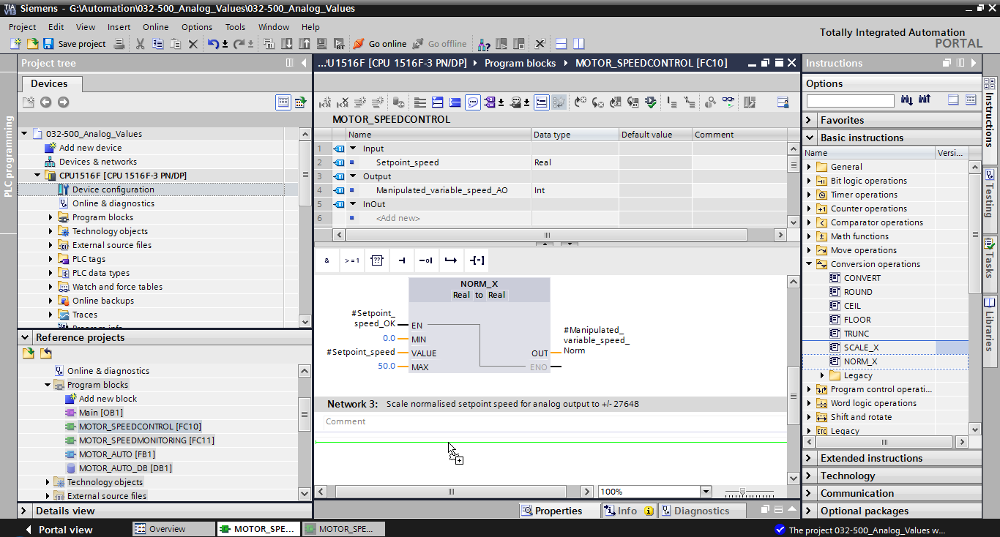 TIA V13
Siemens - G:\Automation\032-500_Analog_Values\032-500_Analog_Values
Project Edit View Insert Online Options Tools Window Help
Totally Integrated Automation
PORTAL
Save project
Go online
Go offline
PLC programming
Project tree
Devices
032-500_Analog_Values
Add new device
Devices & networks
CPU1516F [CPU 1516F-3 PN/DP]
Device configuration
Online & diagnostics
Program blocks
Technology objects
External source files
PLC tags
PLC data types
Watch and force tables
Online backups
Traces
Program info
Reference projects
Online & diagnostics
Program blocks
Add new block
Main [OB1]
MOTOR_SPEEDCONTROL [FC10]
MOTOR_SPEEDMONITORING [FC11]
MOTOR_AUTO [FB1]
MOTOR_AUTO_DB [DB1]
Technology objects
External source files
Details view
...'U1516F [CPU 1516F-3 PN/DP] Program blocks MOTOR_SPEEDCONTROL [FC10]
MOTOR_SPEEDCONTROL
Name Data type Default value Comment
1 Input
2 Setpoint_speed Real
3 Output
4 Manipulated_variable_speed_AO Int
5 InOut
6 <Add new>
& >=1 ?? -| -o| -[=]
NORM_X
Real to Real
#Setpoint_
speed_OK
EN
0.0
MIN
#Setpoint_speed
VALUE
50.0
MAX
OUT
ENO
#Manipulated_
variable_speed_
Norm
Network 3: Scale normalised setpoint speed for analog output to +/- 27648
Comment
100%
Properties Info Diagnostics
Instructions
Options
Favorites
Basic instructions
Name Versi...
General
Bit logic operations
Timer operations
Counter operations
Comparator operations
Math functions
Move operations
Conversion operations
CONVERT
ROUND
CEIL
FLOOR
TRUNC
SCALE_X
NORM_X
Legacy
Program control operati...
Word logic operations
Shift and rotate
Legacy
Extended instructions
Technology
Communication
Optional packages
Instructions
Testing
Tasks
Libraries
Portal view
Overview
MOTOR_SPE...
MOTOR_SPE...
The project 032-500_Analog_Values w...